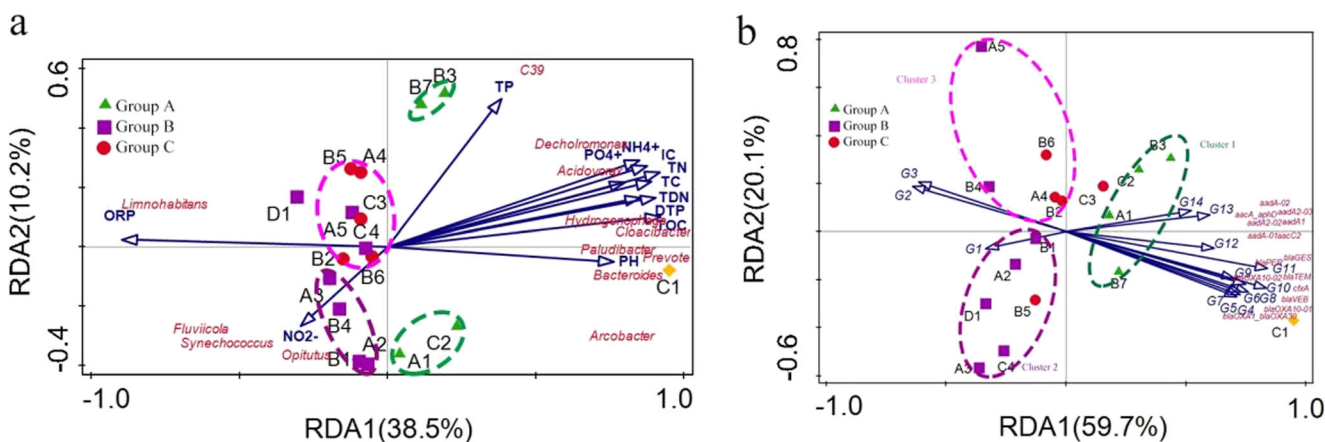 a
0.6
RDA2(10.2%)
-0.4
Group A
Group B
Group C
B3
B7
C39
TP
Dechloromonan
NH4+
PO4+
IC
Acidovorax
TN
TC
TDN
DTP
Hydrogenophaga
TOC
Cloacibacter
Paludibacter
Prevote
PH
Bacteroides
C1
Arcobacter
B5
A4
C3
D1
A5
C4
ORP
Limnohabitans
B2
B6
A3
B4
NO2-
Fluviicola
Synechococcus
Opitutus
B1
A2
C2
A1
-1.0
RDA1(38.5%)
1.0
b
0.8
RDA2(20.1%)
-0.6
Group A
Group B
Group C
Cluster 3
A5
B6
B4
A4
B2
C3
G3
G2
G1
B3
Cluster 1
C2
A1
B7
G14
G13
aadA-02
aacA_aphD
aadA2-03
aadA2-02
aadA1
G12
aadA-01
aacC2
blaPER
blaGES
G9
G11
blaTEM
G10
cfxA
G7
G6
G8
blaVEB
G5
G4
blaOXA10-01
C1
B1
A2
D1
B5
A3
C4
Cluster 2
-1.0
RDA1(59.7%)
1.0